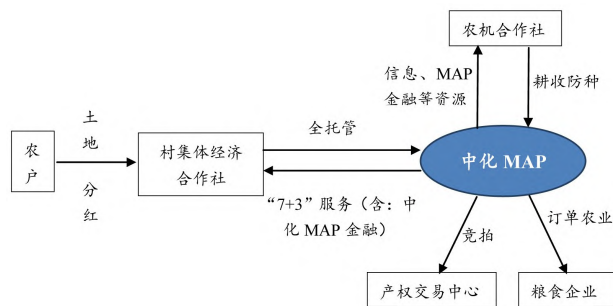 农机合作社
信息、MAP
金融等资源
耕收防种
土
地
分
红
农
户
村集体经济
合作社
全托管
中化 MAP
“7+3”服务（含：中
化 MAP 金融）
竞拍
订单农业
产权交易中心
粮食企业